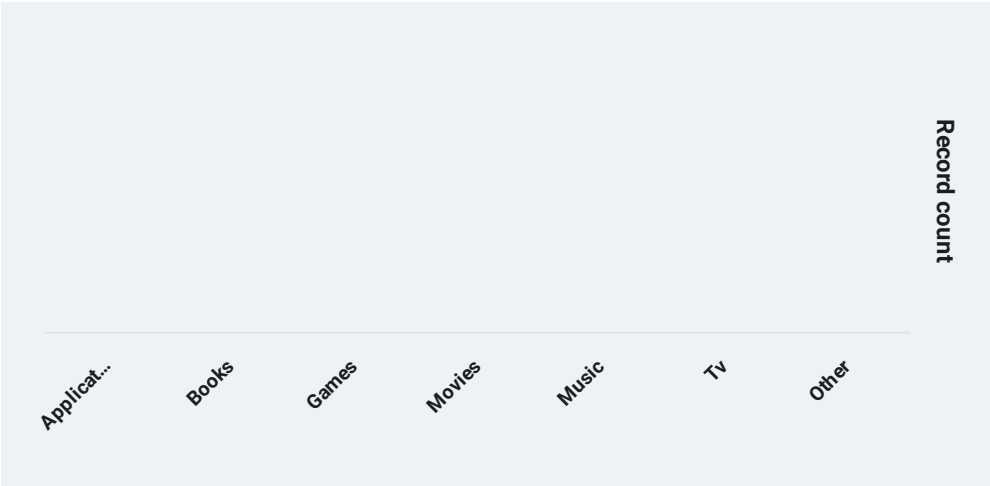 Record count
Applicat...
Books
Games
Movies
Music
Tv
Other